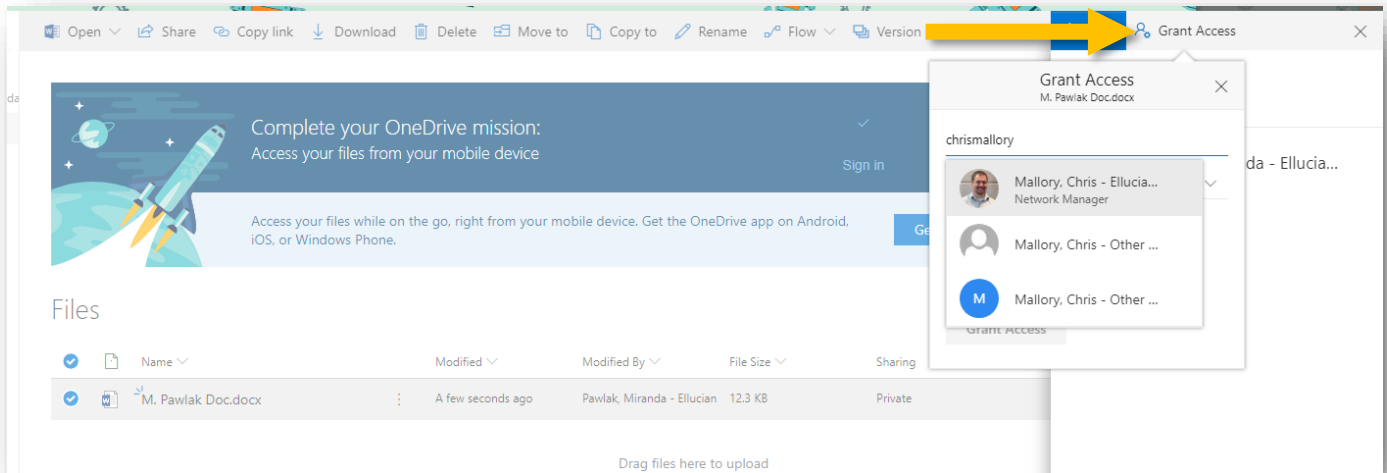 Open Share Copy link Download Delete Move to Copy to Rename Flow Version
Grant Access
Grant Access
M. Pawlak Doc.docx
chrismallory
Mallory, Chris - Ellucia...
Network Manager
Mallory, Chris - Other ...
M
Mallory, Chris - Other ...
Grant Access
da - Ellucia...
da
Complete your OneDrive mission:
Access your files from your mobile device
Sign in
Access your files while on the go, right from your mobile device. Get the OneDrive app on Android,
iOS, or Windows Phone.
Ge
Files
Name Modified Modified By File Size Sharing
M. Pawlak Doc.docx A few seconds ago Pawlak, Miranda - Ellucian 12.3 KB Private
Drag files here to upload